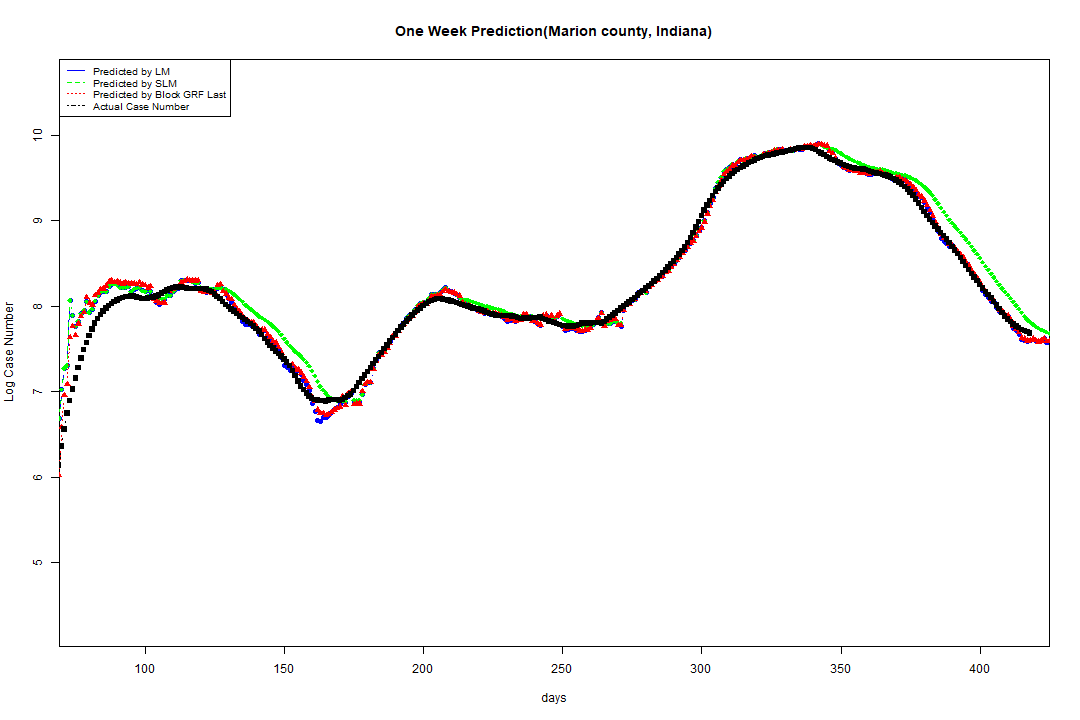 One Week Prediction(Marion county, Indiana)
Predicted by LM
Predicted by SLM
Predicted by Block GRF Last
Actual Case Number
10
9
8
7
6
5
Log Case Number
100 150 200 250 300 350 400
days